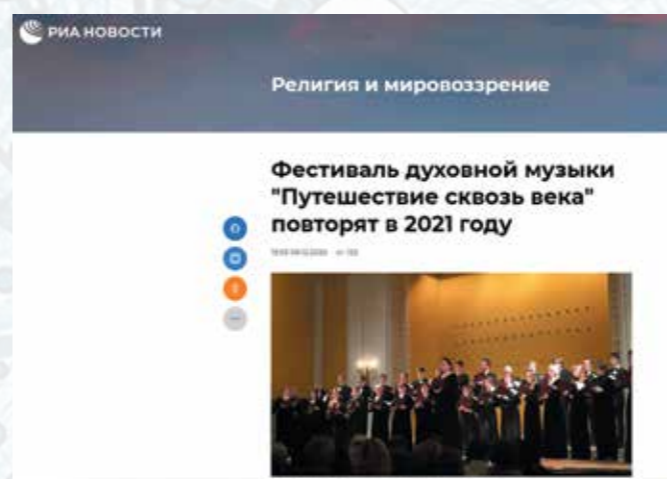 РИА НОВОСТИ
Религия и мировоззрение
Фестиваль духовной музыки
"Путешествие сквозь века"
повторят в 2021 году